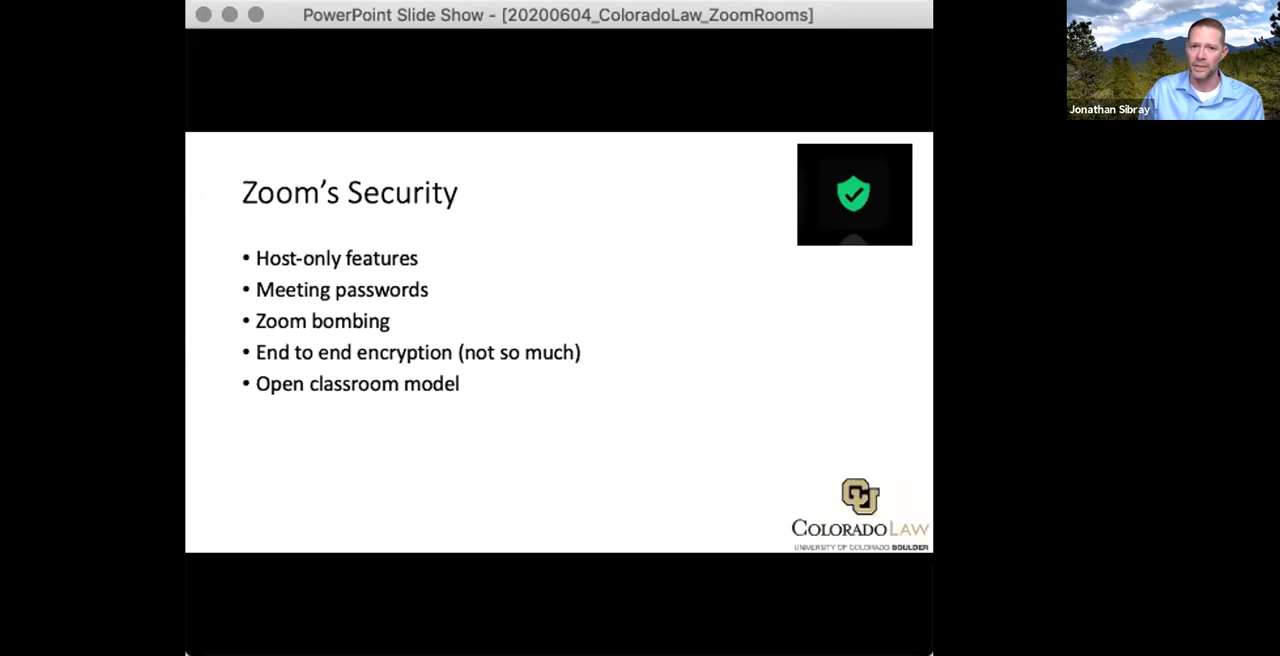 PowerPoint Slide Show - [20200604_ColoradoLaw_ZoomRooms]
Jonathan Sibray
Zoom's Security
• Host-only features
• Meeting passwords
• Zoom bombing
• End to end encryption (not so much)
• Open classroom model
CU
COLORADO LAW
UNIVERSITY OF COLORADO BOULDER